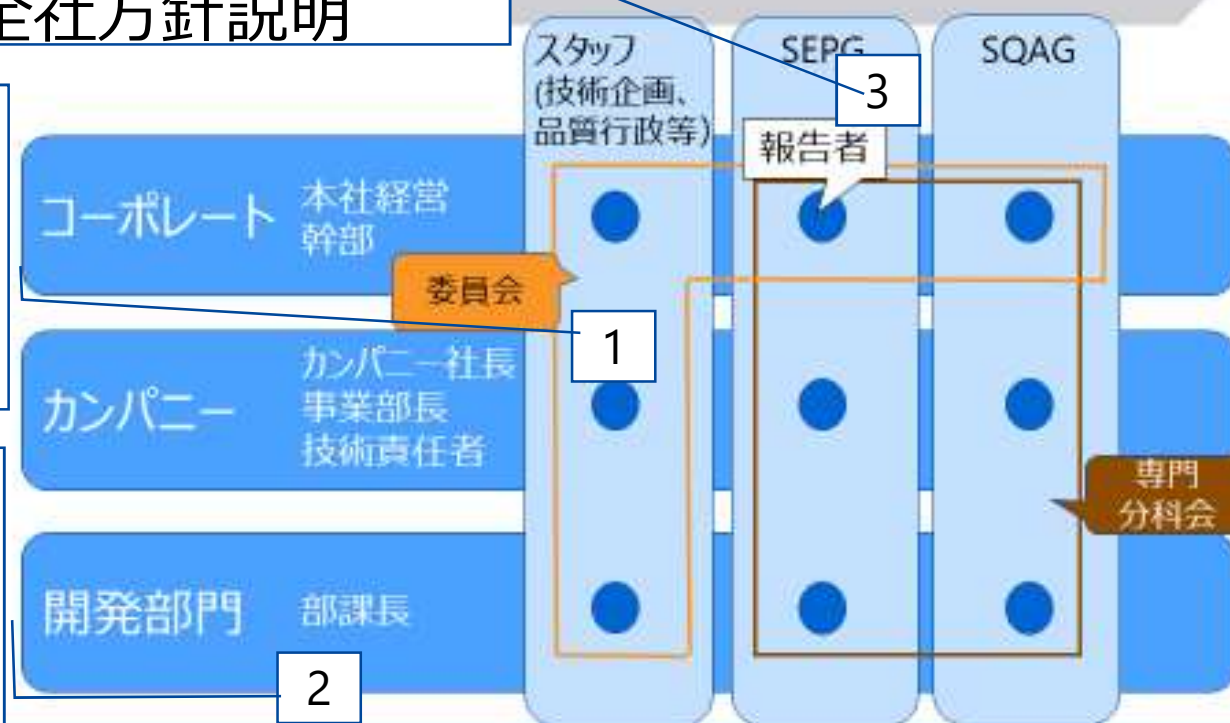 全社方針説明
スタッフ
(技術企画、
品質行政等)
SEPG
SQAG
3
報告者
コーポレート
本社経営
幹部
委員会
1
カンパニー
カンパニー社長
事業部長
技術責任者
専門
分科会
開発部門
部課長
2